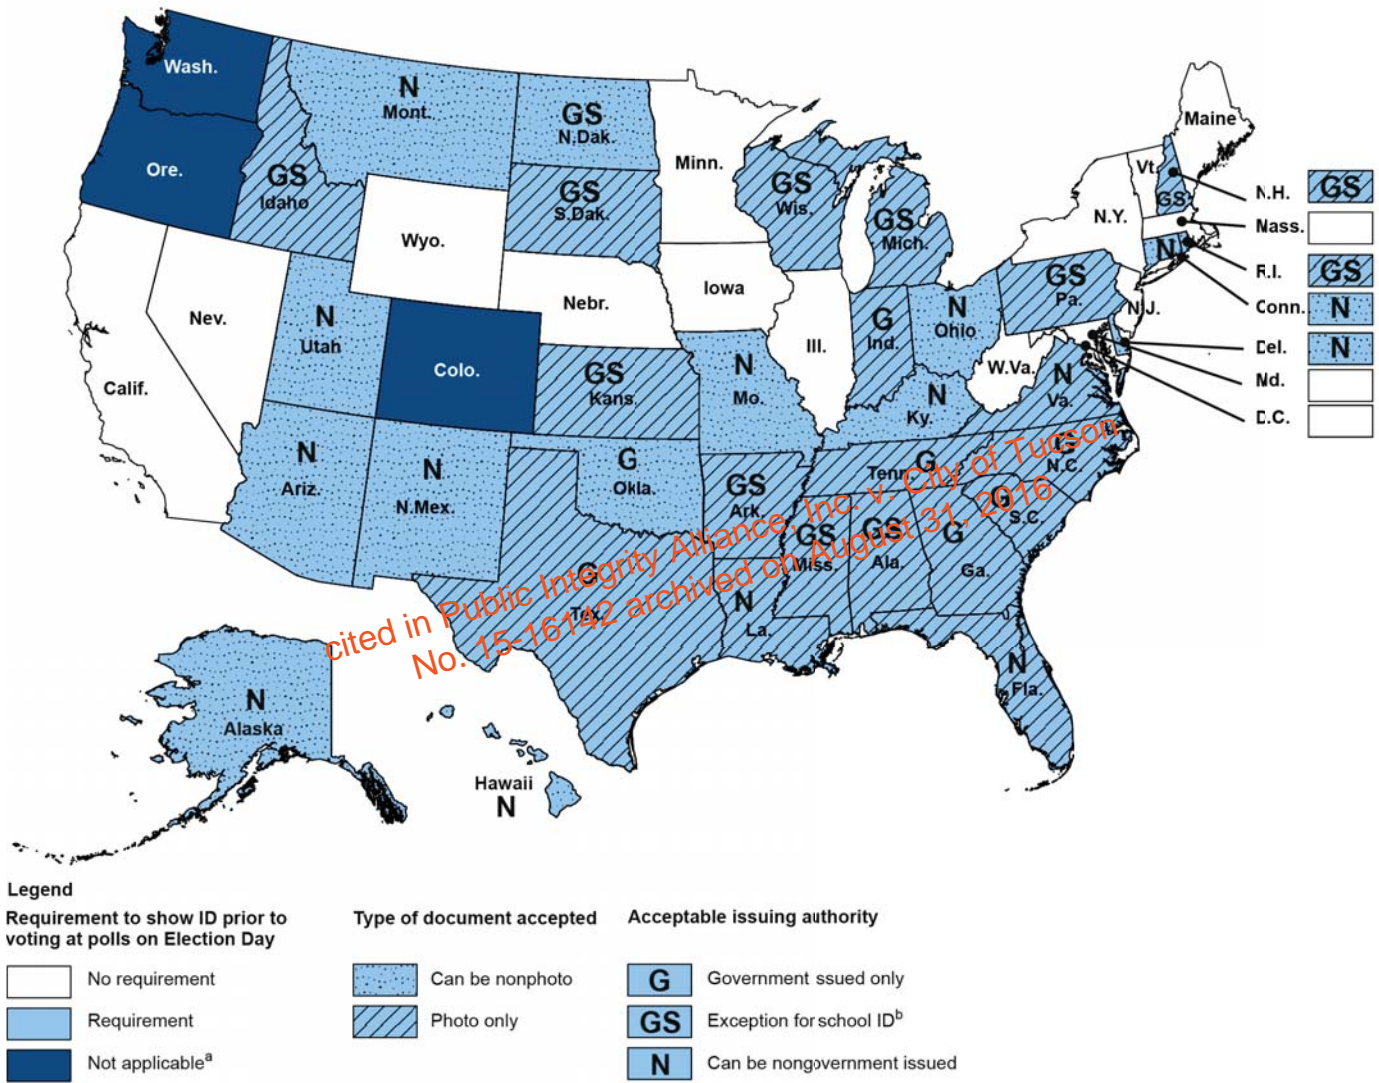 Wash.
N
Mont.
GS
N.Dak.
Minn.
Maine
Ore.
GS
Idaho
GS
S.Dak.
GS
Wis.
GS
Mich.
Vt
GS
N.H.
GS
N.Y.
Nass.
Wyo.
N
R.I.
GS
Nebr.
Iowa
GS
Pa.
N.J.
Conn.
N
Nev.
N
Utah
Ill.
G
Ind.
N
Ohio
Del.
N
Calif.
Colo.
GS
Kans.
N
Mo.
W.Va.
N
Va.
Nd.
N
Ky.
D.C.
N
Ariz.
N
N.Mex.
G
Okla.
GS
Ark.
Tenn.
G
G
N.C.
G
S.C.
GS
Miss.
GS
Ala.
G
Ga.
G
Tex.
N
La.
N
Fla.
cited in Public Integrity Alliance, Inc. v. City of Tucson
No. 15-16142 archived on August 31, 2016
N
Alaska
Hawaii
N
Legend
Requirement to show ID prior to
voting at polls on Election Day
No requirement
Requirement
Not applicableª
Type of document accepted
Can be nonphoto
Photo only
Acceptable issuing authority
G Government issued only
GS Exception for school IDᵇ
N Can be nongovernment issued